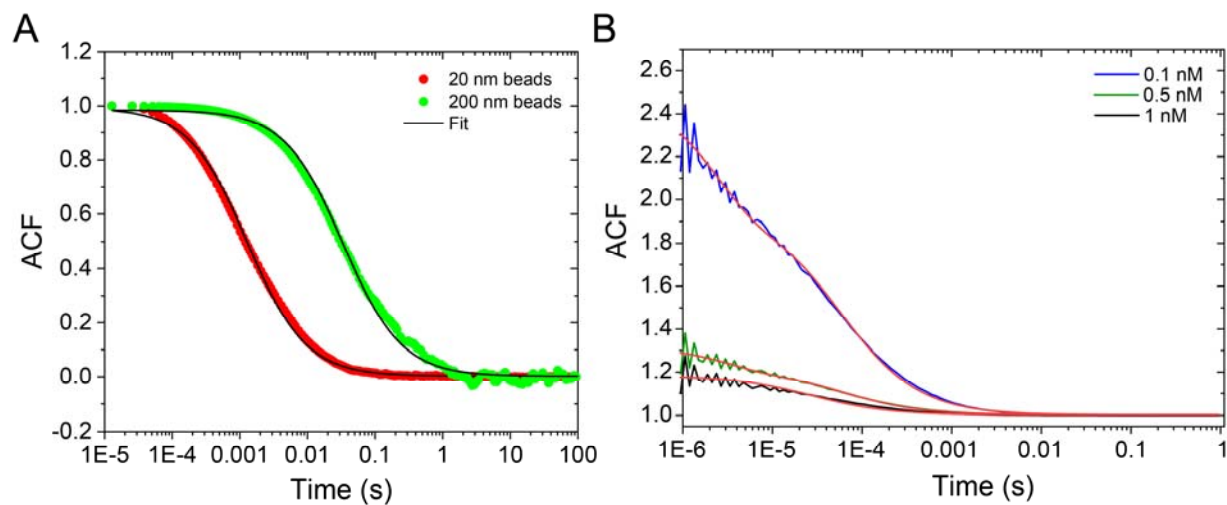 A
1.2
1.0
0.8
0.6
0.4
0.2
0.0
-0.2
ACF
20 nm beads
200 nm beads
Fit
1E-5 1E-4 0.001 0.01 0.1 1 10 100
Time (s)
B
2.6
2.4
2.2
2.0
1.8
1.6
1.4
1.2
1.0
ACF
0.1 nM
0.5 nM
1 nM
1E-6 1E-5 1E-4 0.001 0.01 0.1 1
Time (s)